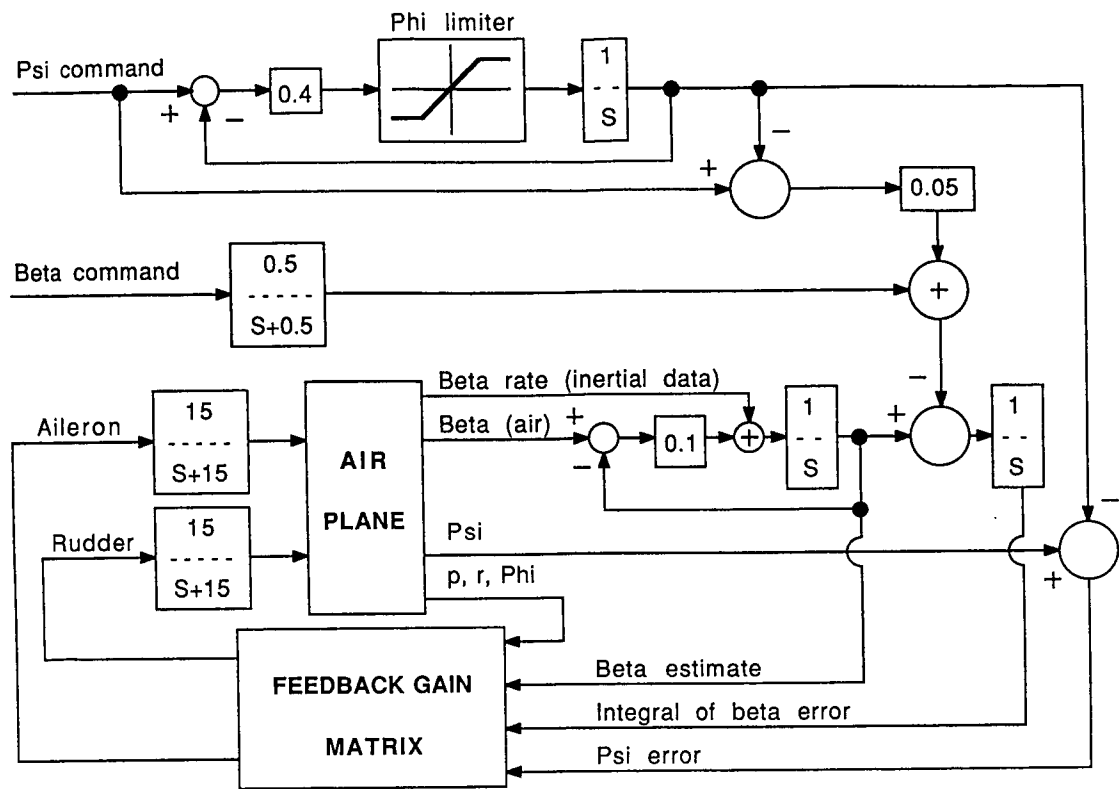 Phi limiter
Psi command
+
−
0.4
1
--
S
−
+
0.05
Beta command
0.5
-----
S+0.5
+
Beta rate (inertial data)
−
Aileron
15
-----
S+15
AIR
PLANE
Beta (air)
+
−
0.1
+
1
--
S
+
1
--
S
−
Rudder
15
-----
S+15
Psi
+
p, r, Phi
FEEDBACK GAIN
MATRIX
Beta estimate
Integral of beta error
Psi error